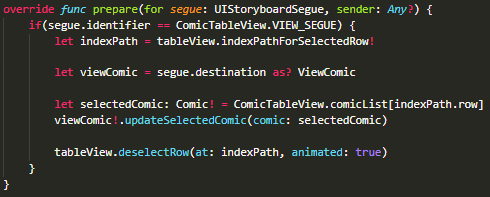 override func prepare(for segue: UIStoryboardSegue, sender: Any?) {
    if(segue.identifier == ComicTableView.VIEW_SEGUE) {
        let indexPath = tableView.indexPathForSelectedRow!
        let viewComic = segue.destination as? ViewComic
        let selectedComic: Comic! = ComicTableView.comicList[indexPath.row]
        viewComic!.updateSelectedComic(comic: selectedComic)
        tableView.deselectRow(at: indexPath, animated: true)
    }
}